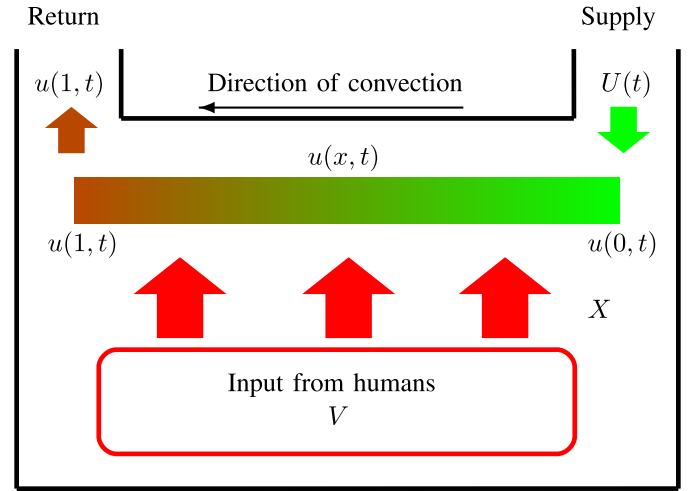 Return
Supply
u(1, t)
Direction of convection
U(t)
u(x, t)
u(1, t)
u(0, t)
X
Input from humans
V